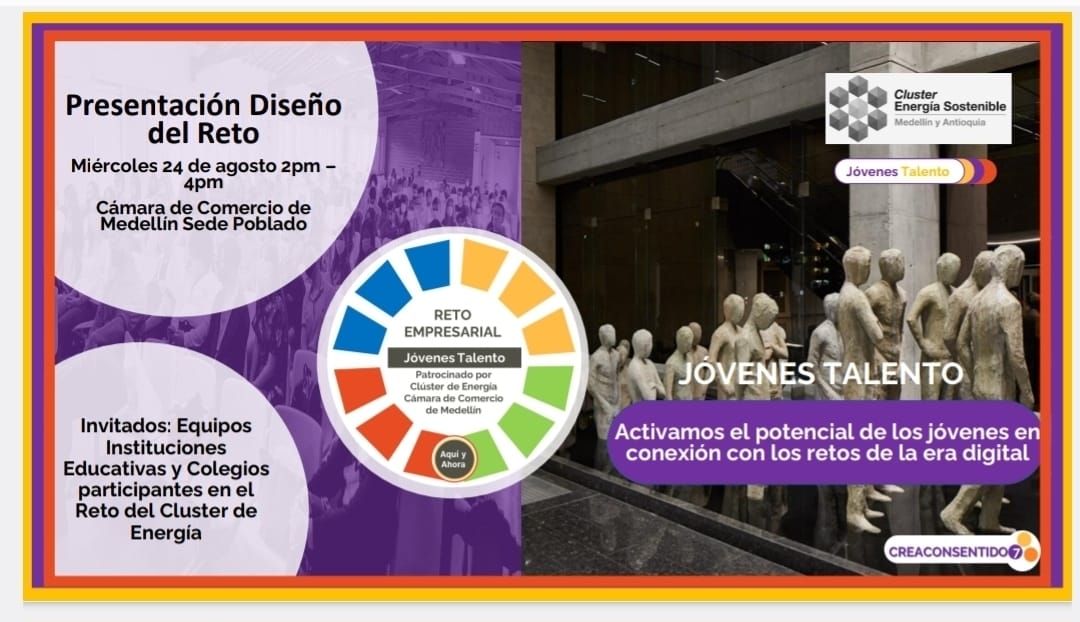 Presentación Diseño
del Reto
Miércoles 24 de agosto 2pm –
4pm
Cámara de Comercio de
Medellín Sede Poblado
Invitados: Equipos
Instituciones
Educativas y Colegios
participantes en el
Reto del Cluster de
Energía
RETO
EMPRESARIAL
Jóvenes Talento
Patrocinado por
Clúster de Energía
Cámara de Comercio
de Medellín
Aquí y
Ahora
Cluster
Energía Sostenible
Medellín y Antioquia
Jóvenes Talento
JÓVENES TALENTO
Activamos el potencial de los jóvenes en
conexión con los retos de la era digital
CREACONSENTIDO7